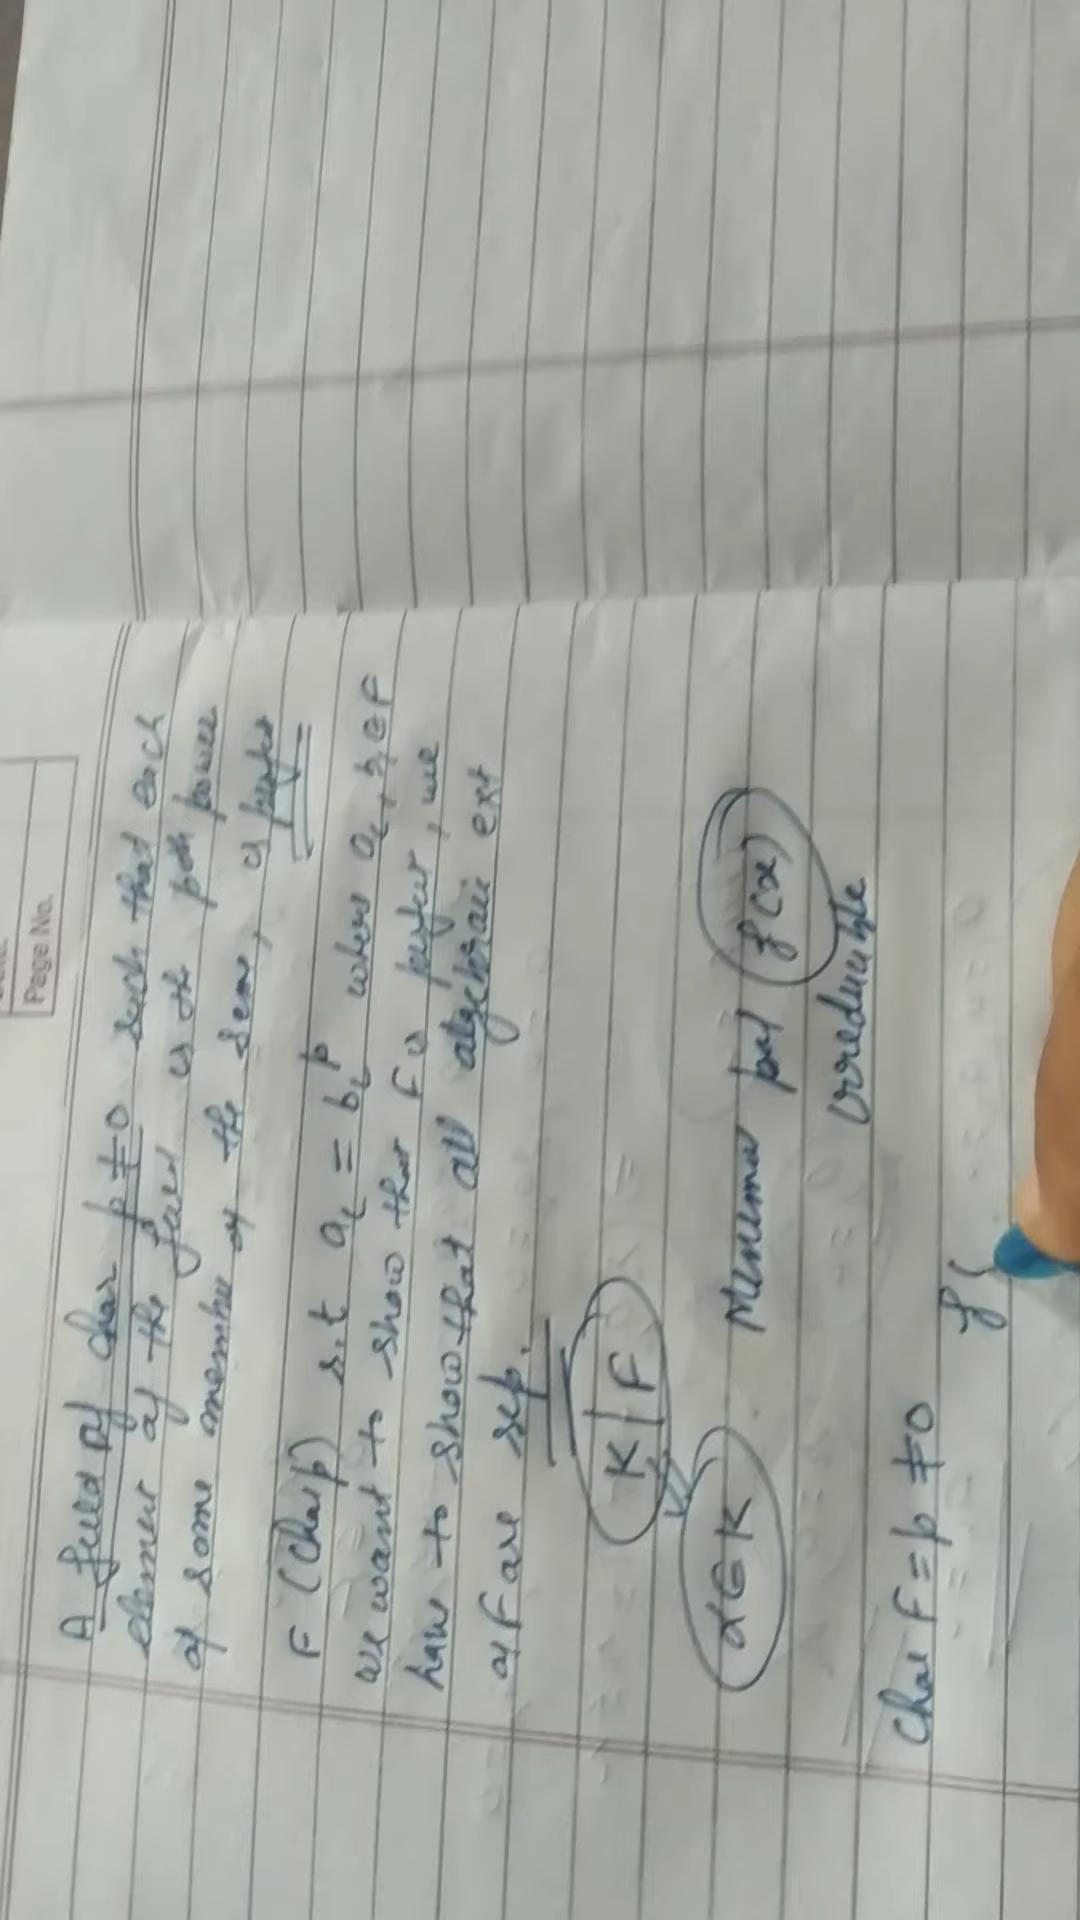 Page No.
A field of char p ≠ 0 such that each
element of the field is the pth power
of some member of the same, is perfect
F (Char p) s.t a_i = b_i^p where a_i, b_i ∈ F
we want to show that F is perfect, we
have to show that all algebraic ext
of F are sep.
K | F
α ∈ K . Minimal pol f(x)
irreducible
Char F = p ≠ 0
f(